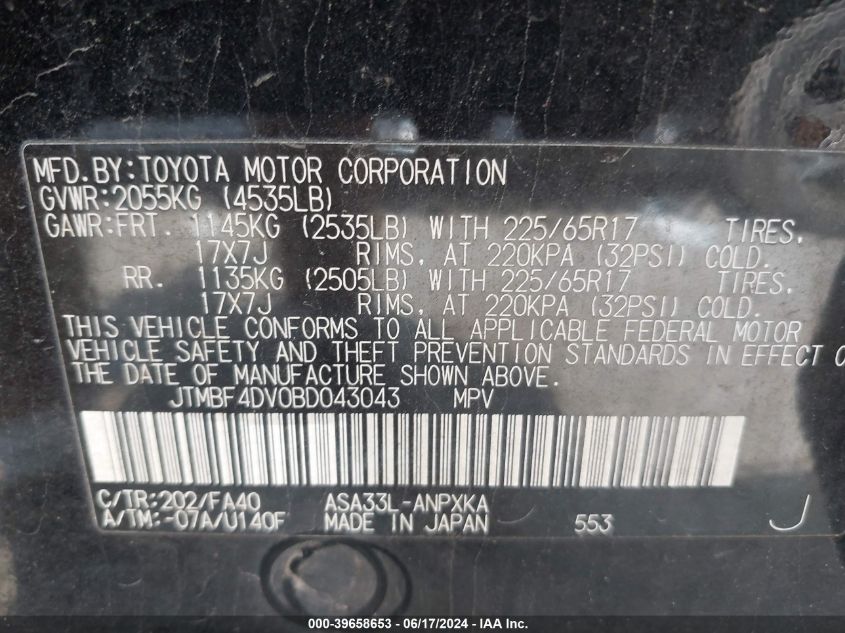 MFD.BY:TOYOTA MOTOR CORPORATION
GVWR:2055KG (4535LB)
GAWR:FRT. 1145KG (2535LB) WITH 225/65R17 TIRES,
17X7J RIMS, AT 220KPA (32PSI) COLD.
RR. 1135KG (2505LB) WITH 225/65R17 TIRES,
17X7J RIMS, AT 220KPA (32PSI) COLD.
THIS VEHICLE CONFORMS TO ALL APPLICABLE FEDERAL MOTOR
VEHICLE SAFETY AND THEFT PREVENTION STANDARDS IN EFFECT O
THE DATE OF MANUFACTURE SHOWN ABOVE.
JTMBF4DV0BD043043 MPV
C/TR:202/FA40 ASA33L-ANPXKA
A/TM:-07A/U140F MADE IN JAPAN 553 J
000-39658653 - 06/17/2024 - IAA Inc.